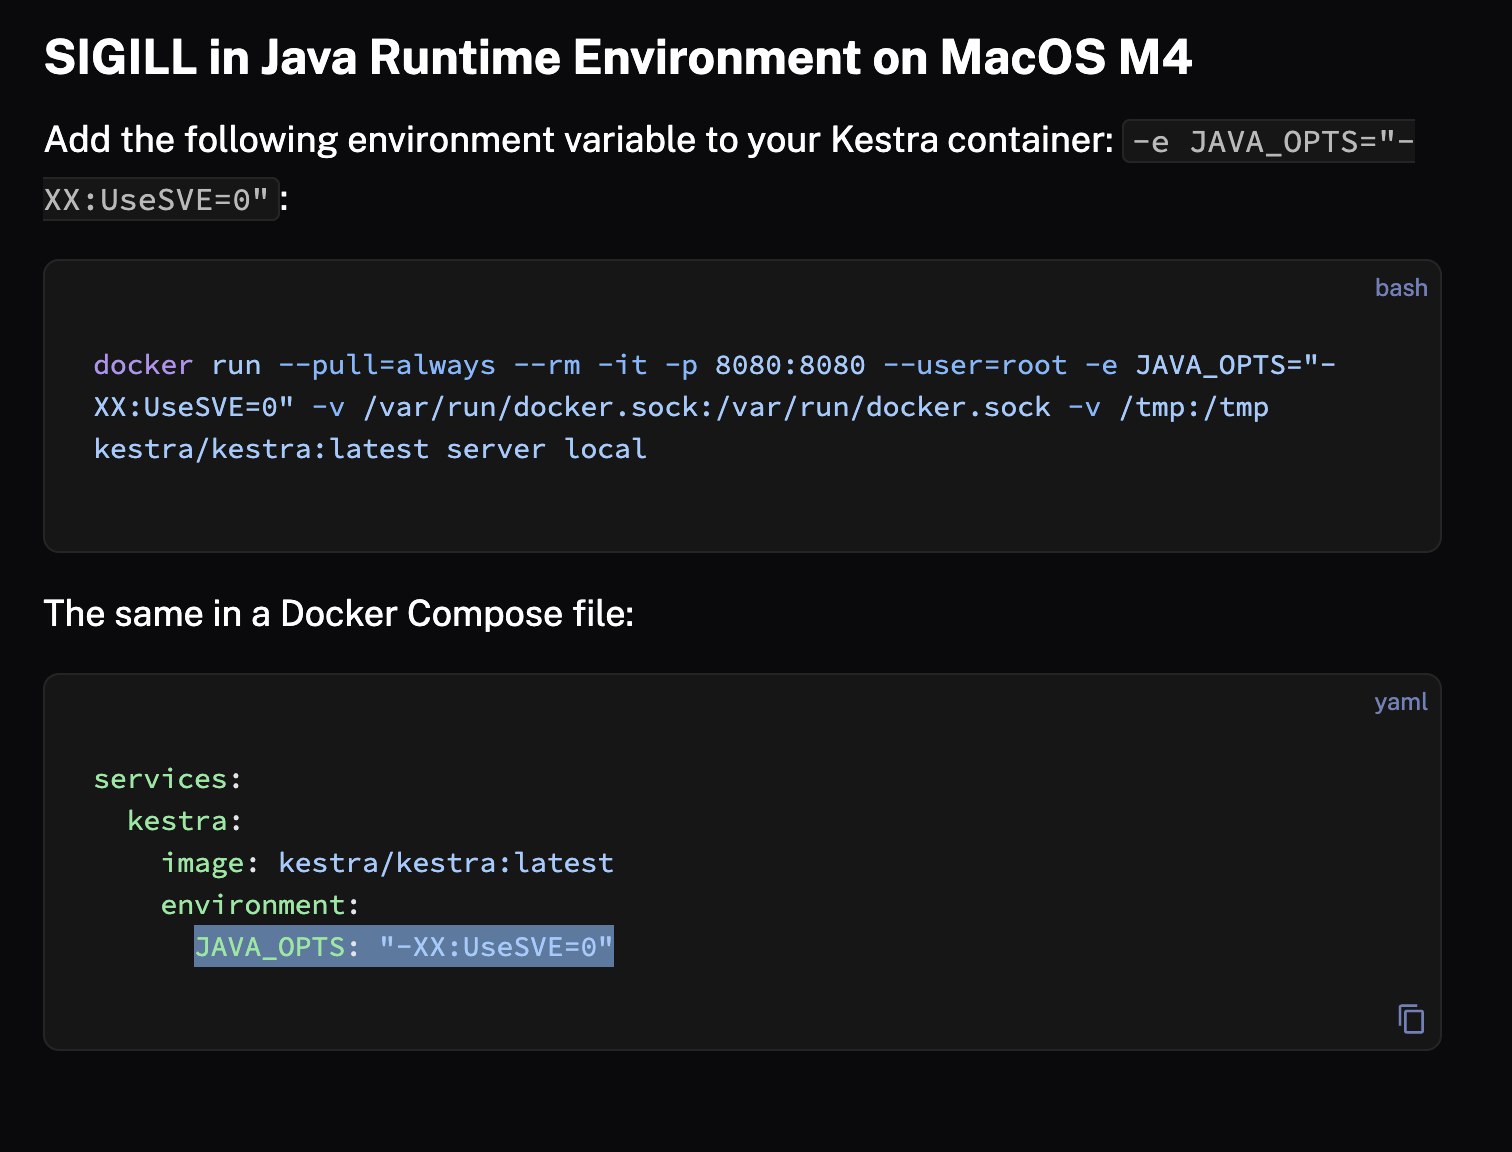 SIGILL in Java Runtime Environment on MacOS M4
Add the following environment variable to your Kestra container: -e JAVA_OPTS="-
XX:UseSVE=0":
bash
docker run --pull=always --rm -it -p 8080:8080 --user=root -e JAVA_OPTS="-
XX:UseSVE=0" -v /var/run/docker.sock:/var/run/docker.sock -v /tmp:/tmp
kestra/kestra:latest server local
The same in a Docker Compose file:
yaml
services:
  kestra:
    image: kestra/kestra:latest
    environment:
      JAVA_OPTS: "-XX:UseSVE=0"